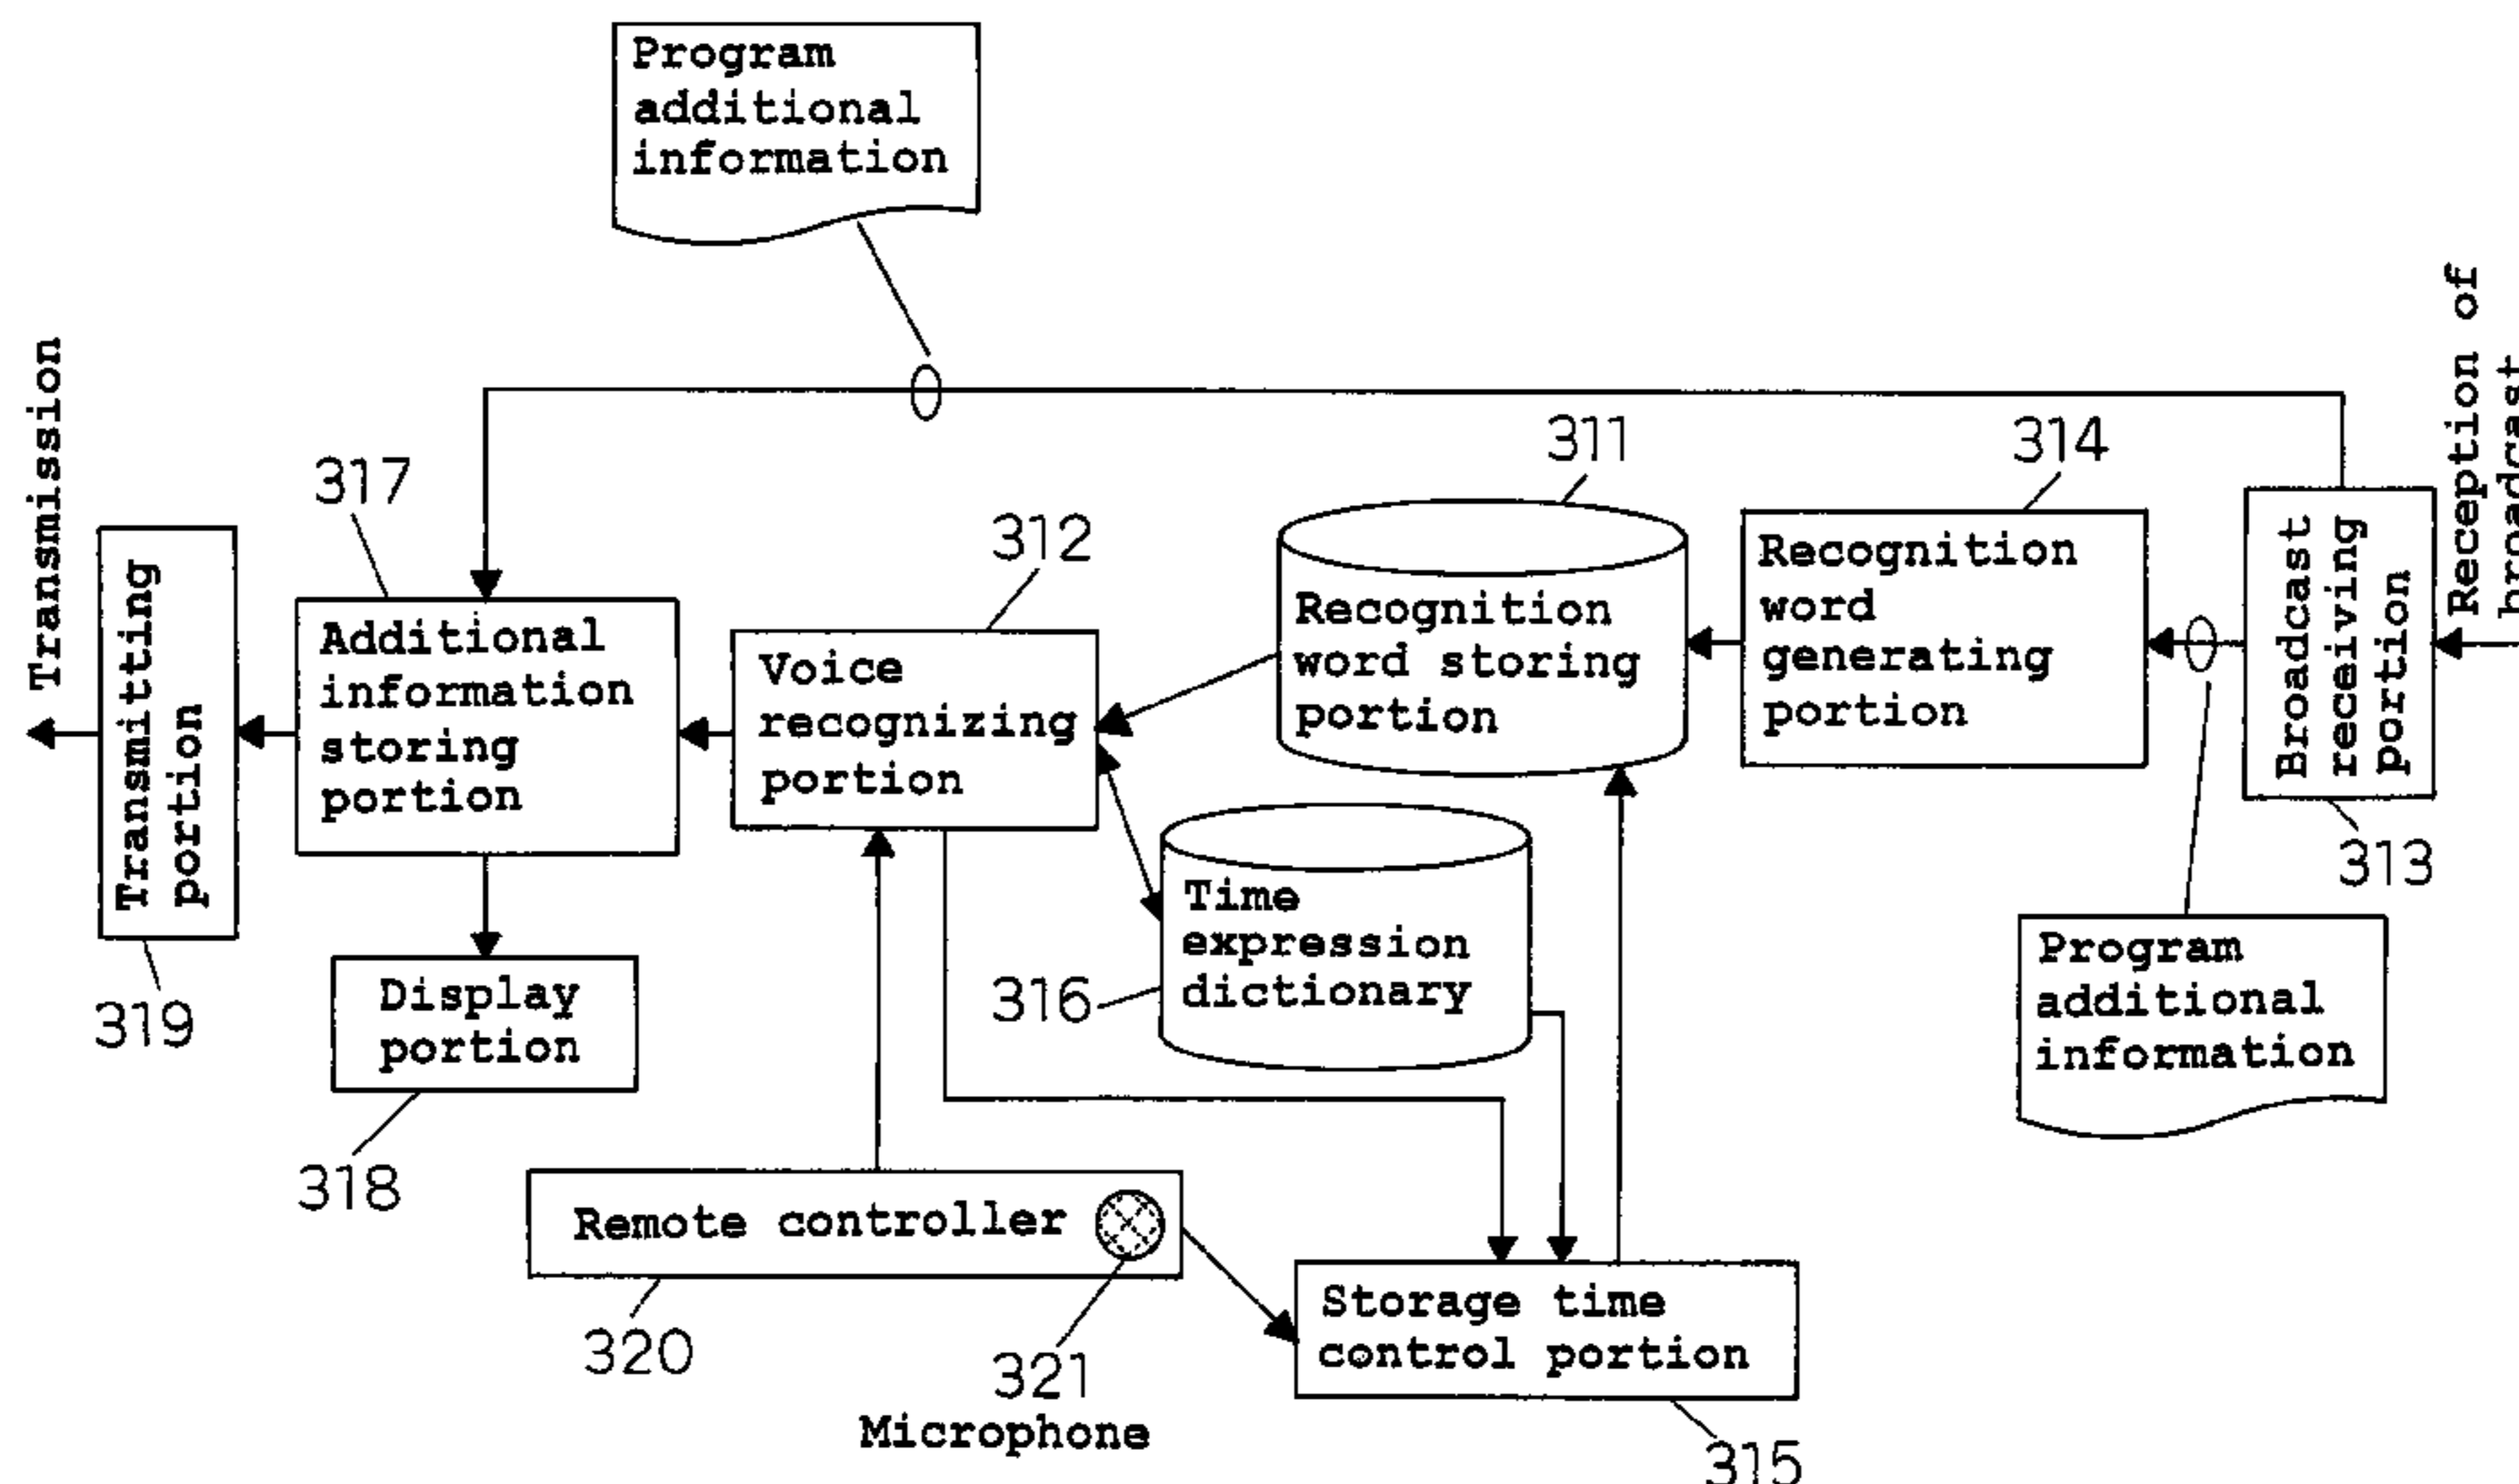 Program
additional
information
Transmission
Reception of
broadcast
311
314
317
312
Transmitting
portion
Additional
information
storing
portion
Voice
recognizing
portion
Recognition
word storing
portion
Recognition
word
generating
portion
Broadcast
receiving
portion
313
Time
expression
dictionary
316
Program
additional
information
319
Display
portion
318
Remote controller
320
321
Microphone
Storage time
control portion
315